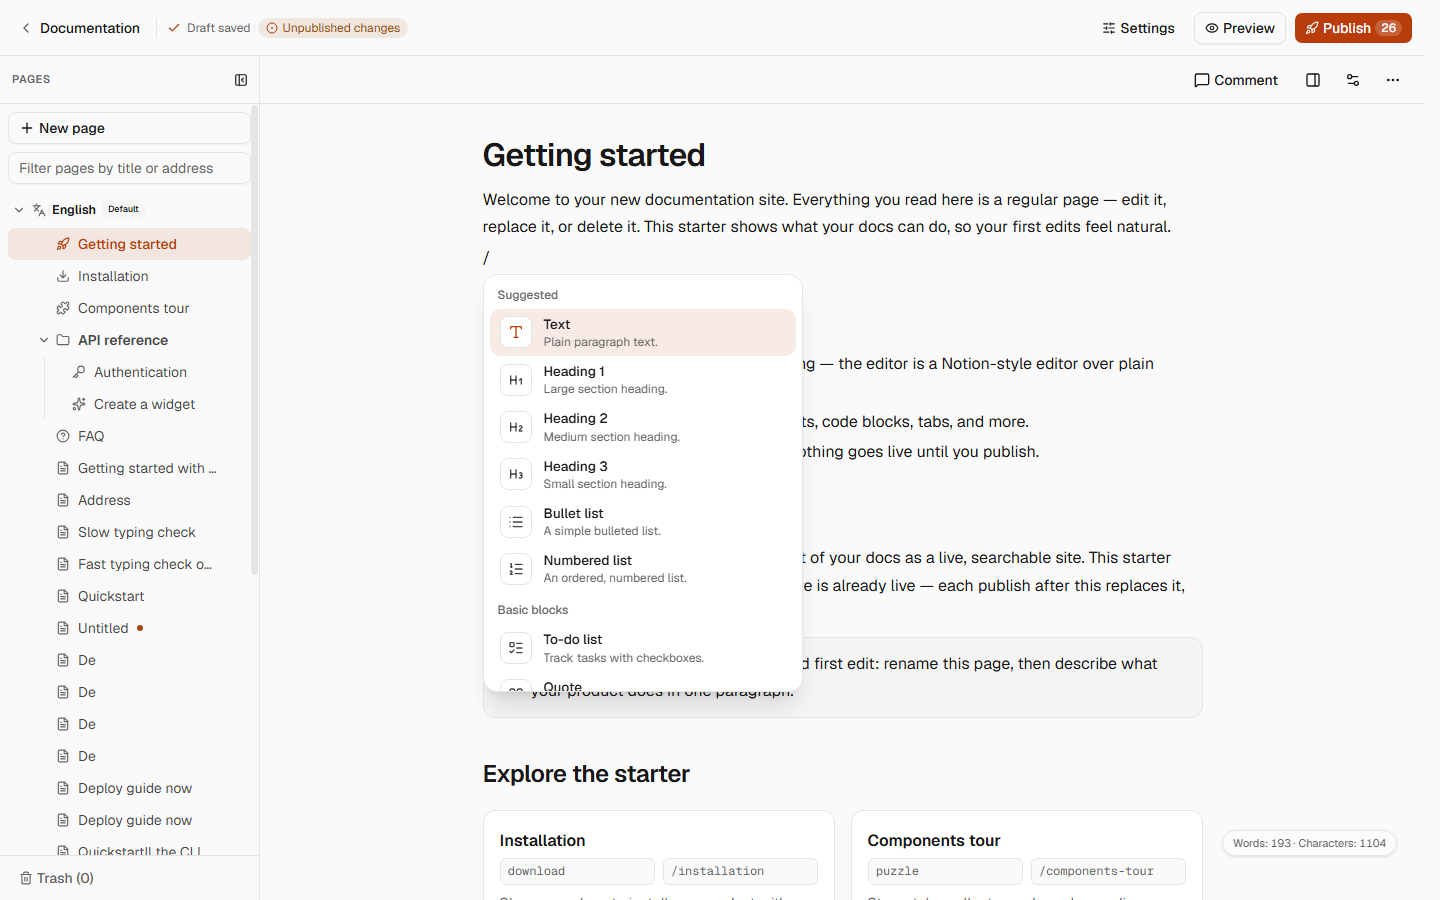 Documentation
Draft saved
Unpublished changes
Settings
Preview
Publish 26
PAGES
Comment
New page
Filter pages by title or address
English Default
Getting started
Installation
Components tour
API reference
Authentication
Create a widget
FAQ
Getting started with ...
Address
Slow typing check
Fast typing check o...
Quickstart
Untitled
De
De
De
De
Deploy guide now
Deploy guide now
Trash (0)
Getting started
Welcome to your new documentation site. Everything you read here is a regular page — edit it,
replace it, or delete it. This starter shows what your docs can do, so your first edits feel natural.
/
Suggested
Text
Plain paragraph text.
Heading 1
Large section heading.
Heading 2
Medium section heading.
Heading 3
Small section heading.
Bullet list
A simple bulleted list.
Numbered list
An ordered, numbered list.
Basic blocks
To-do list
Track tasks with checkboxes.
Quote
— the editor is a Notion-style editor over plain
code blocks, tabs, and more.
goes live until you publish.
of your docs as a live, searchable site. This starter
is already live — each publish after this replaces it,
first edit: rename this page, then describe what
your product does in one paragraph.
Explore the starter
Installation
download
/installation
Components tour
puzzle
/components-tour
Words: 193 · Characters: 1104